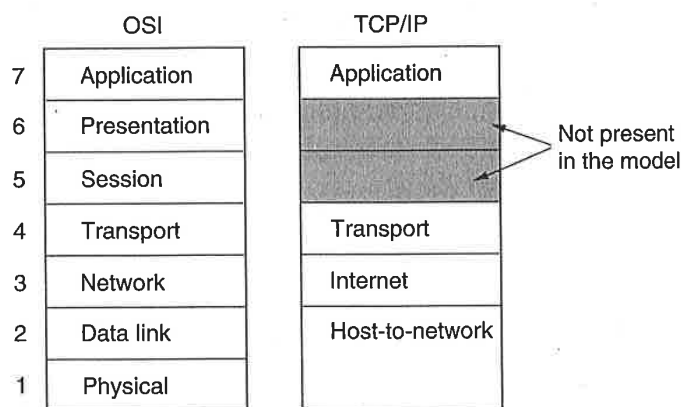 OSI TCP/IP
7 Application Application
6 Presentation
5 Session
Not present
in the model
4 Transport Transport
3 Network Internet
2 Data link Host-to-network
1 Physical